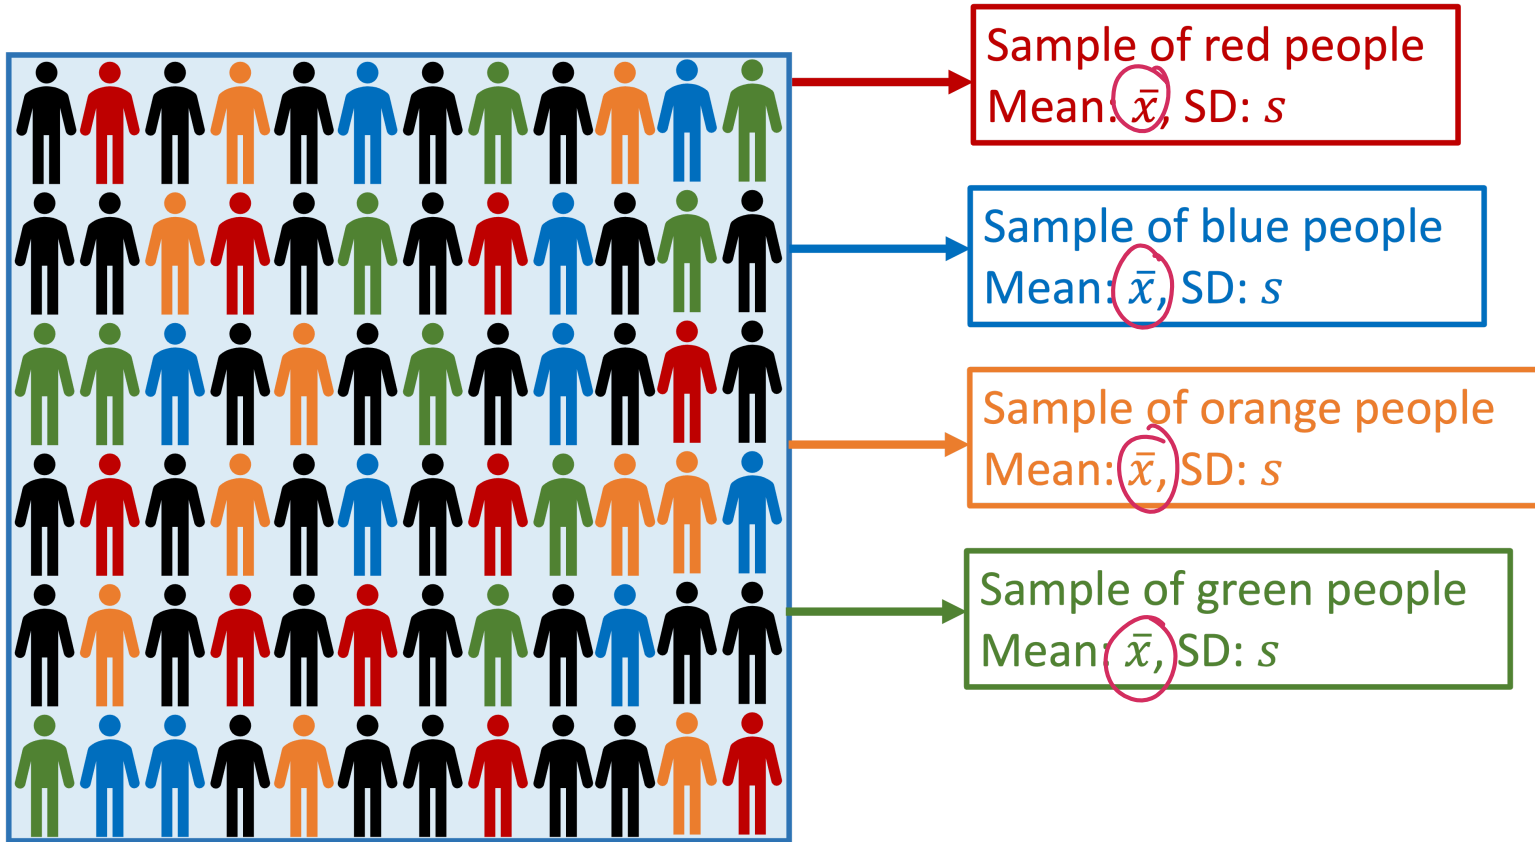 Sample of red people
Mean: x̄, SD: s
Sample of blue people
Mean: x̄, SD: s
Sample of orange people
Mean: x̄, SD: s
Sample of green people
Mean: x̄, SD: s